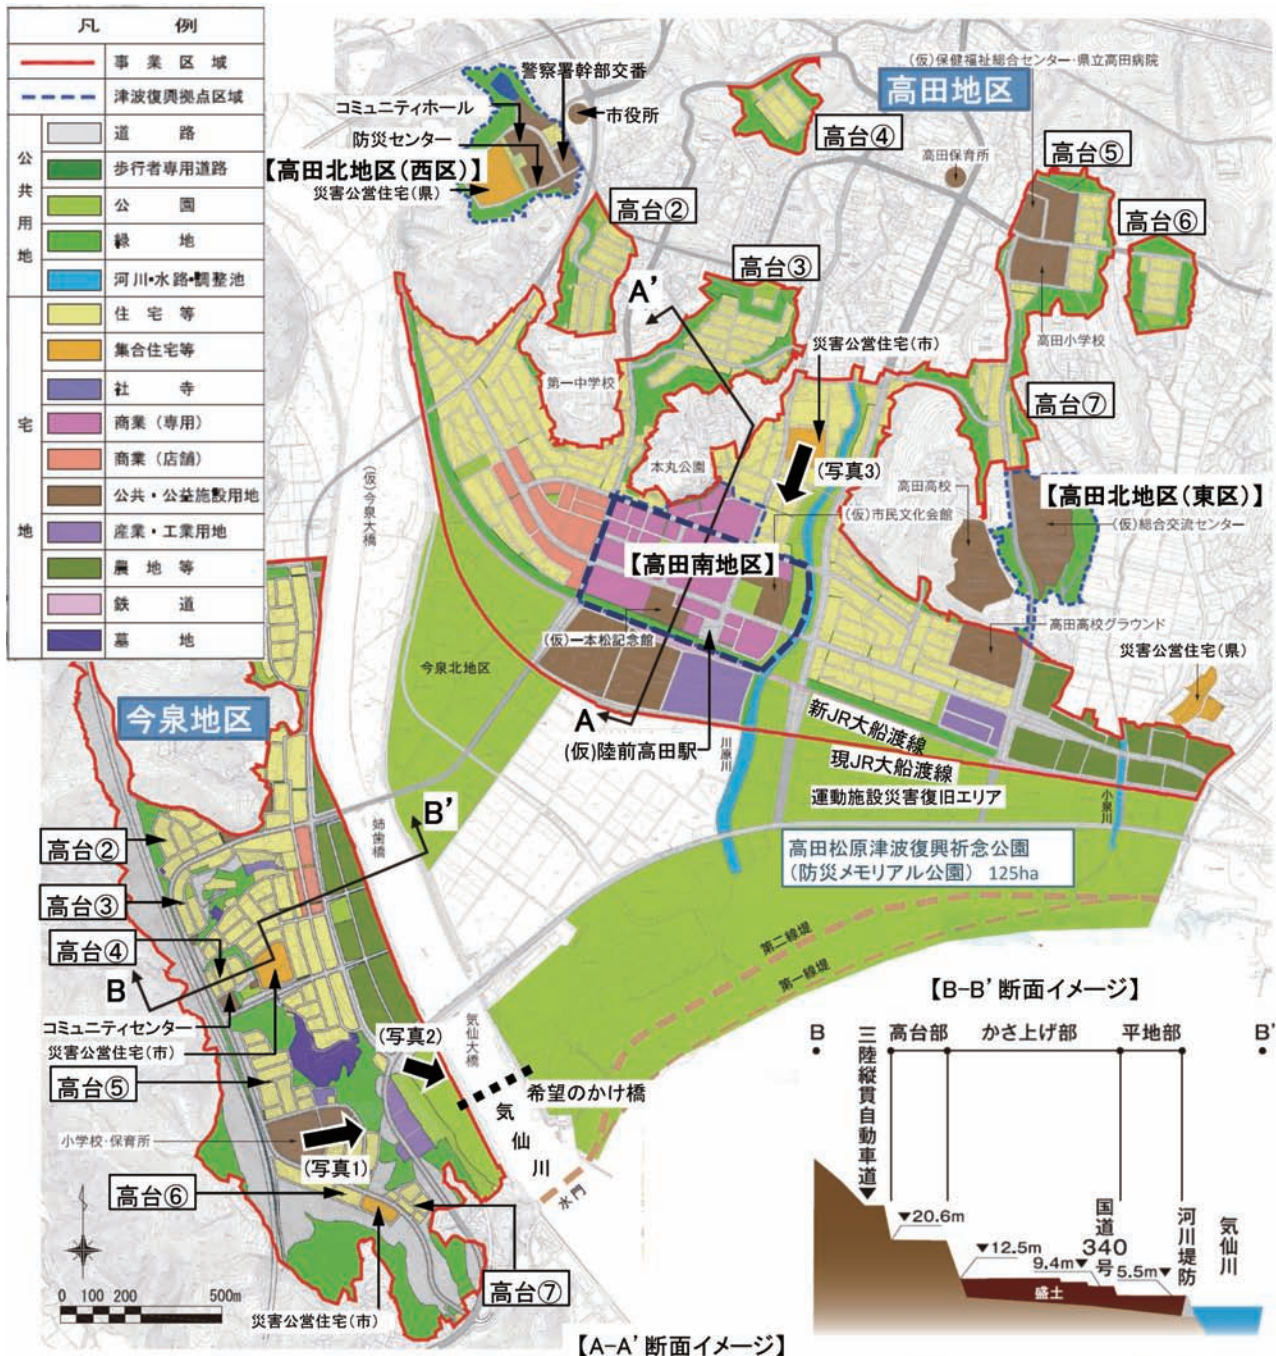 凡 例
事 業 区 域
津波復興拠点区域
公共用地
道 路
歩行者専用道路
公 園
緑 地
河川・水路・調整池
宅地
住 宅 等
集合住宅等
社 寺
商業（専用）
商業（店舗）
公共・公益施設用地
産業・工業用地
農 地 等
鉄 道
墓 地
警察署幹部交番
コミュニティホール
防災センター
市役所
【高田北地区(西区)】
災害公営住宅(県)
(仮)保健福祉総合センター・県立高田病院
高田地区
高台④
高田保育所
高台⑤
高台⑥
高台②
高台③
A'
災害公営住宅(市)
高田小学校
第一中学校
高台⑦
本丸公園
(写真3)
高田高校
【高田北地区(東区)】
(仮)市民文化会館
(仮)総合交流センター
(仮)今泉大橋
【高田南地区】
(仮)一本松記念館
高田高校グラウンド
災害公営住宅(県)
今泉北地区
今泉地区
A
(仮)陸前高田駅
川原川
新JR大船渡線
現JR大船渡線
運動施設災害復旧エリア
小泉川
B'
姉歯橋
高台②
高台③
高台④
B
高田松原津波復興祈念公園
(防災メモリアル公園) 125ha
第二線堤
第一線堤
コミュニティセンター
災害公営住宅(市)
高台⑤
(写真2)
気仙大橋
希望のかけ橋
気仙川
水門
小学校・保育所
(写真1)
高台⑥
高台⑦
災害公営住宅(市)
0 100 200 500m
【B-B' 断面イメージ】
B
三陸縦貫自動車道
高台部
かさ上げ部
平地部
B'
▼20.6m
▼12.5m
9.4m▼
国道340号
5.5m▼
河川堤防
気仙川
盛土
【A-A' 断面イメージ】